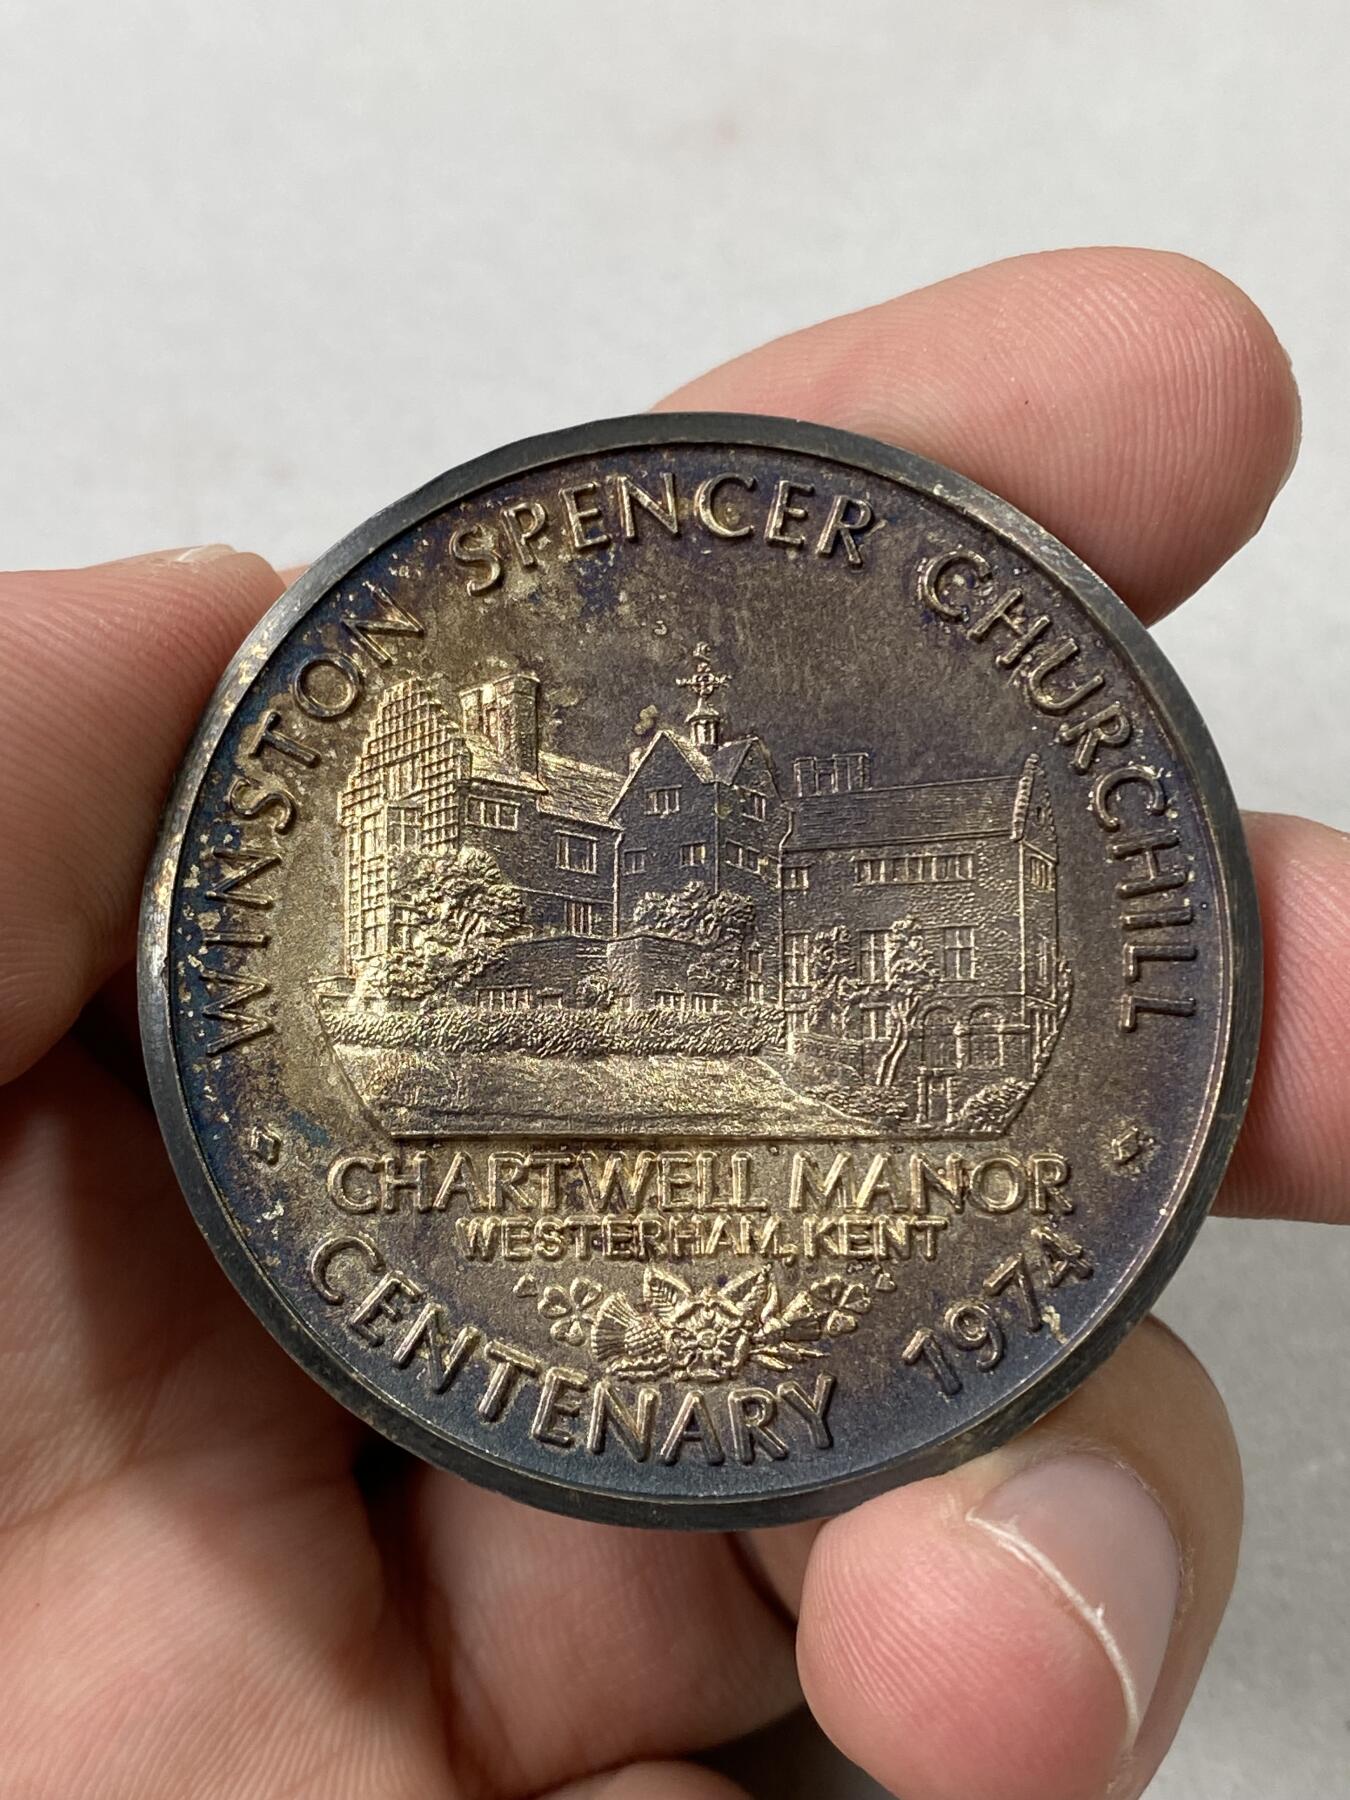 WINSTON SPENCER CHURCHILL
CHARTWELL MANOR
WESTERHAM, KENT
CENTENARY 1974